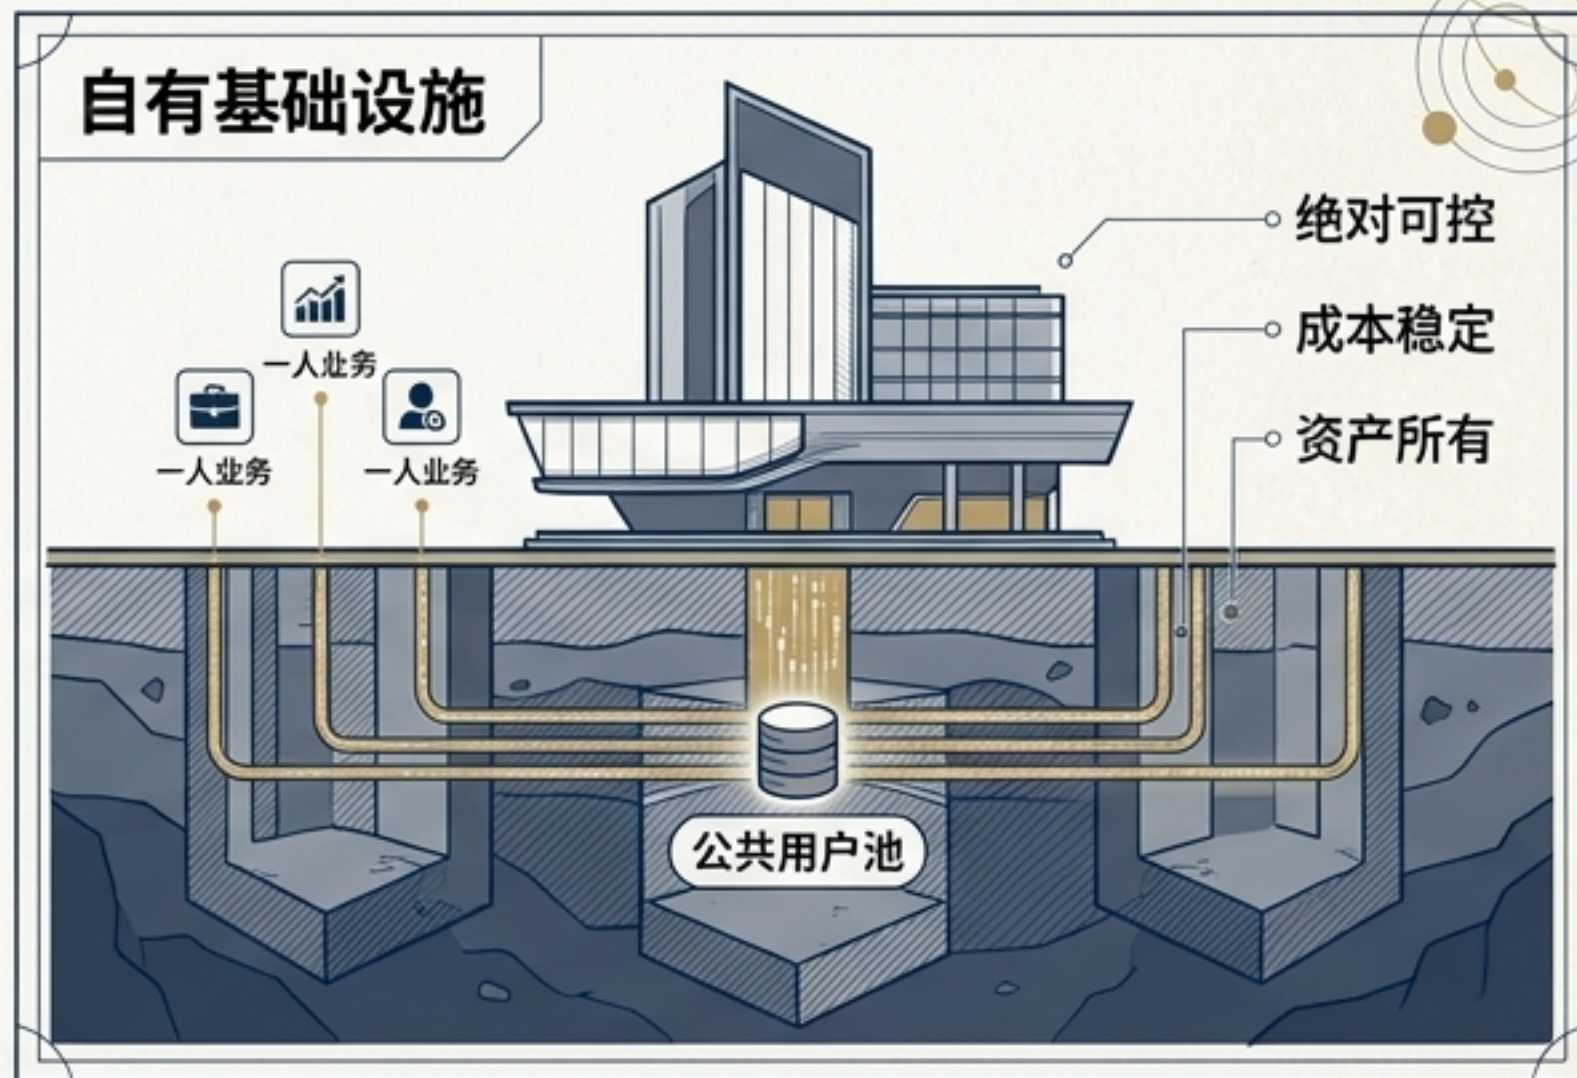 自有基础设施
绝对可控
成本稳定
资产所有
一人业务
一人业务
一人业务
公共用户池